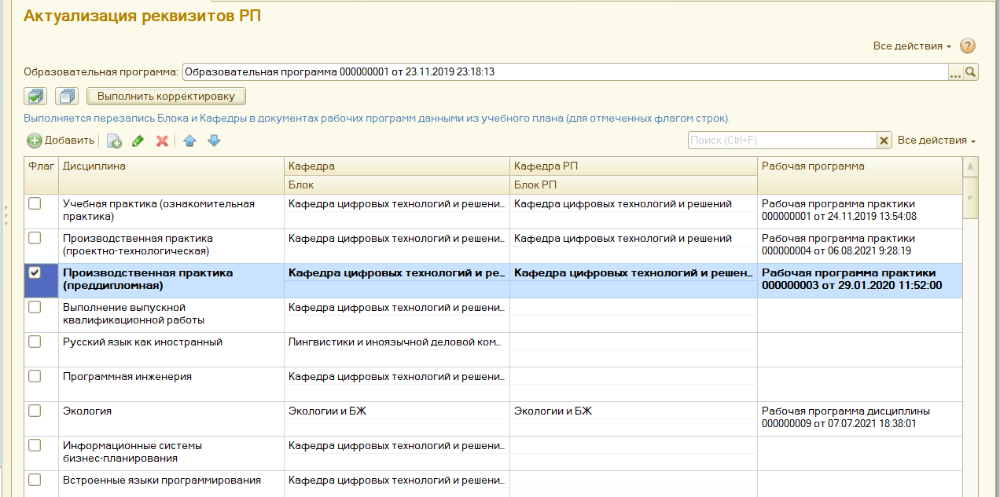 Актуализация реквизитов РП
Все действия
?
Образовательная программа: Образовательная программа 000000001 от 23.11.2019 23:18:13 ...
Выполнить корректировку
Выполняется перезапись Блока и Кафедры в документах рабочих программ данными из учебного плана (для отмеченных флагом строк).
Добавить Поиск (Ctrl+F) Все действия
Флаг Дисциплина Кафедра Кафедра РП Рабочая программа
Блок Блок РП
Учебная практика (ознакомительная Кафедра цифровых технологий и решени... Кафедра цифровых технологий и решений Рабочая программа практики
практика) 000000001 от 24.11.2019 13:54:08
Производственная практика Кафедра цифровых технологий и решени... Кафедра цифровых технологий и решений Рабочая программа практики
(проектно-технологическая) 000000004 от 06.08.2021 9:28:19
Производственная практика Кафедра цифровых технологий и ре... Кафедра цифровых технологий и решен... Рабочая программа практики
(преддипломная) 000000003 от 29.01.2020 11:52:00
Выполнение выпускной Кафедра цифровых технологий и решени...
квалификационной работы
Русский язык как иностранный Лингвистики и иноязычной деловой ком...
Программная инженерия Кафедра цифровых технологий и решени...
Экология Экологии и БЖ Экологии и БЖ Рабочая программа дисциплины
000000009 от 07.07.2021 18:38:01
Информационные системы Кафедра цифровых технологий и решени...
бизнес-планирования
Встроенные языки программирования Кафедра цифровых технологий и решени...